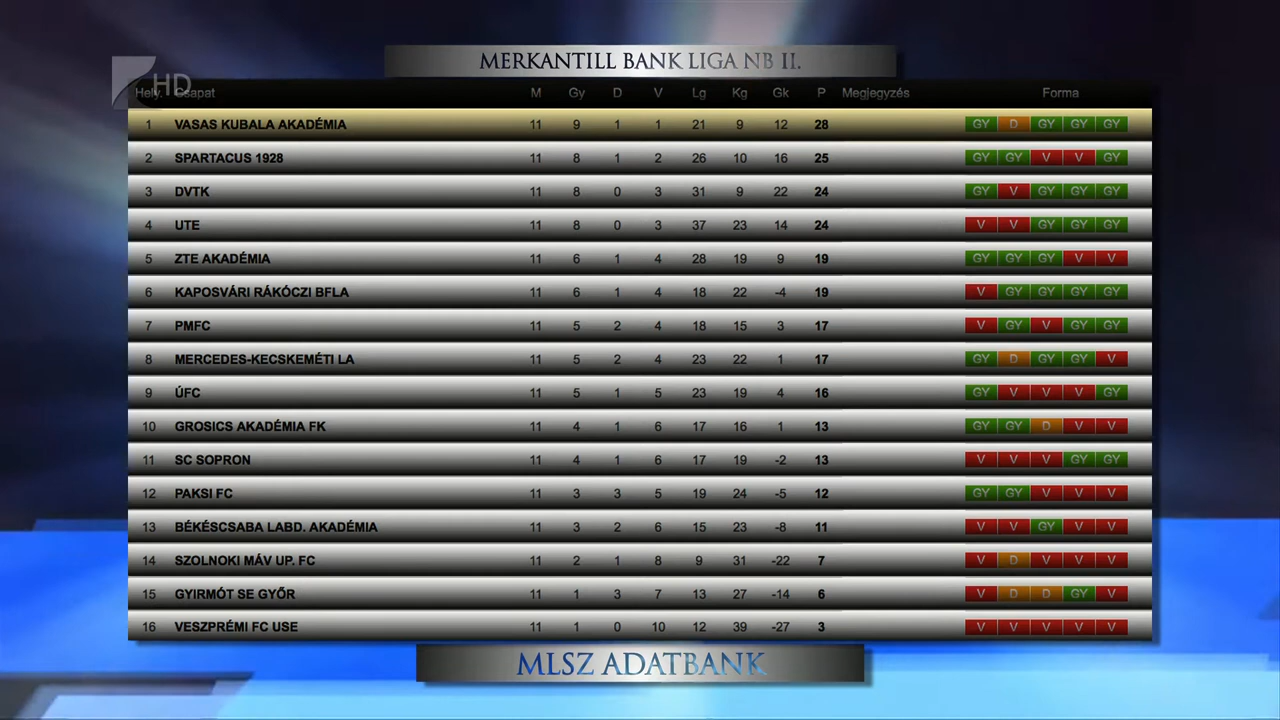 MERKANTILL BANK LIGA NB II.
HD
Hely. Csapat M Gy D V Lg Kg Gk P Megjegyzés Forma
1 VASAS KUBALA AKADÉMIA 11 9 1 1 21 9 12 28 GY D GY GY GY
2 SPARTACUS 1928 11 8 1 2 26 10 16 25 GY GY V V GY
3 DVTK 11 8 0 3 31 9 22 24 GY V GY GY GY
4 UTE 11 8 0 3 37 23 14 24 V V GY GY GY
5 ZTE AKADÉMIA 11 6 1 4 28 19 9 19 GY GY GY V V
6 KAPOSVÁRI RÁKÓCZI BFLA 11 6 1 4 18 22 -4 19 V GY GY GY GY
7 PMFC 11 5 2 4 18 15 3 17 V GY V GY GY
8 MERCEDES-KECSKEMÉTI LA 11 5 2 4 23 22 1 17 GY D GY GY V
9 ÚFC 11 5 1 5 23 19 4 16 GY V V V GY
10 GROSICS AKADÉMIA FK 11 4 1 6 17 16 1 13 GY GY D V V
11 SC SOPRON 11 4 1 6 17 19 -2 13 V V V GY GY
12 PAKSI FC 11 3 3 5 19 24 -5 12 GY GY V V V
13 BÉKÉSCSABA LABD. AKADÉMIA 11 3 2 6 15 23 -8 11 V V GY V V
14 SZOLNOKI MÁV UP. FC 11 2 1 8 9 31 -22 7 V D V V V
15 GYIRMÓT SE GYŐR 11 1 3 7 13 27 -14 6 V D D GY V
16 VESZPRÉMI FC USE 11 1 0 10 12 39 -27 3 V V V V V
MLSZ ADATBANK